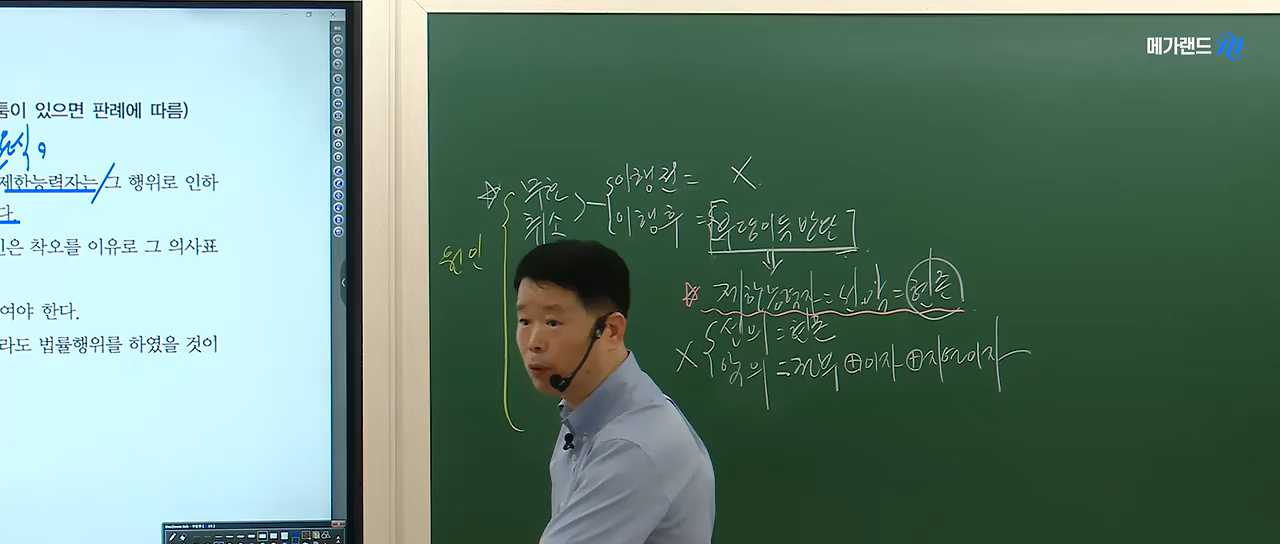 툼이 있으면 판례에 따름)
제한능력자는 그 행위로 인하
다.
인은 착오를 이유로 그 의사표
여야 한다.
라도 법률행위를 하였을 것이
메가랜드
☆ 무효 이행전 = X
취소 이행후 = [부당이득반환]
원인
☆ 제한능력자 = 선, 악 = 현존
선의 = 현존
X 악의 = 전부 ⊕이자 ⊕지연이자